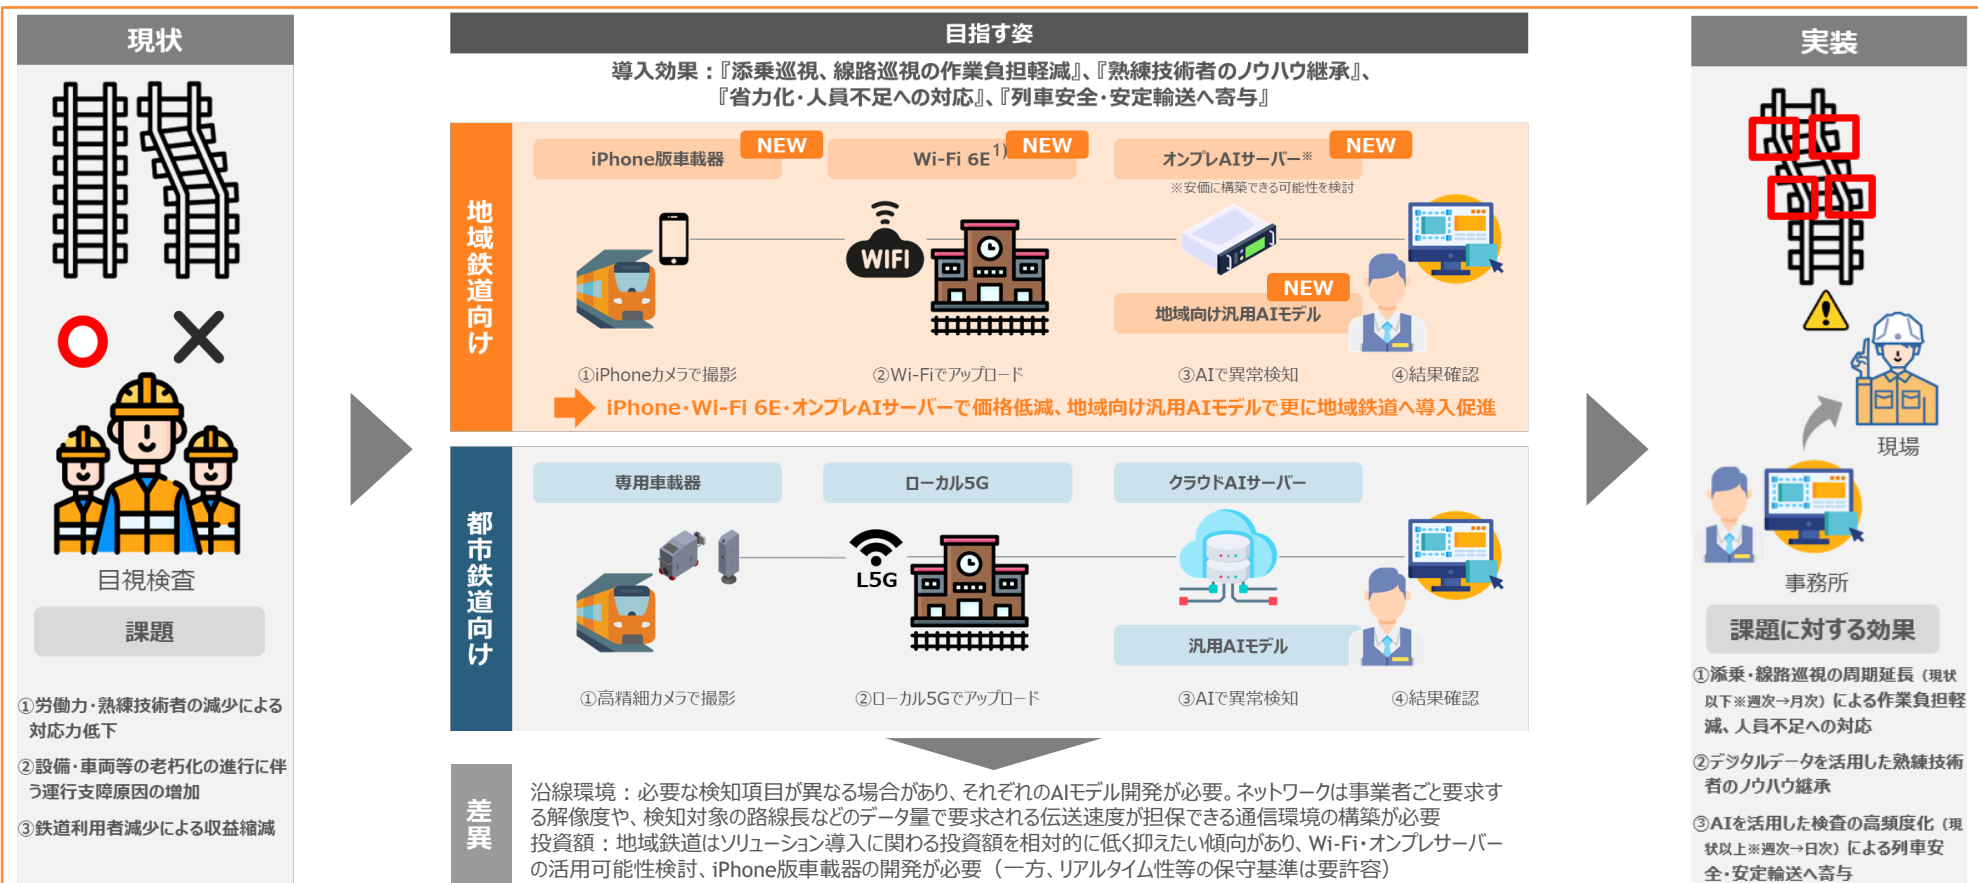 現状
目視検査
課題
①労働力・熟練技術者の減少による
対応力低下
②設備・車両等の老朽化の進行に伴
う運行支障原因の増加
③鉄道利用者減少による収益縮減
目指す姿
導入効果：『添乗巡視、線路巡視の作業負担軽減』、『熟練技術者のノウハウ継承』、
『省力化・人員不足への対応』、『列車安全・安定輸送へ寄与』
地域鉄道向け
iPhone版車載器
NEW
Wi-Fi 6E1)
NEW
オンプレAIサーバー※
NEW
※安価に構築できる可能性を検討
WIFI
NEW
地域向け汎用AIモデル
①iPhoneカメラで撮影
②Wi-Fiでアップロード
③AIで異常検知
④結果確認
iPhone・Wi-Fi 6E・オンプレAIサーバーで価格低減、地域向け汎用AIモデルで更に地域鉄道へ導入促進
都市鉄道向け
専用車載器
ローカル5G
クラウドAIサーバー
L5G
汎用AIモデル
①高精細カメラで撮影
②ローカル5Gでアップロード
③AIで異常検知
④結果確認
差異
沿線環境：必要な検知項目が異なる場合があり、それぞれのAIモデル開発が必要。ネットワークは事業者ごと要求す
る解像度や、検知対象の路線長などのデータ量で要求される伝送速度が担保できる通信環境の構築が必要
投資額：地域鉄道はソリューション導入に関わる投資額を相対的に低く抑えたい傾向があり、Wi-Fi・オンプレサーバー
の活用可能性検討、iPhone版車載器の開発が必要（一方、リアルタイム性等の保守基準は要許容）
実装
現場
事務所
課題に対する効果
①添乗・線路巡視の周期延長（現状
以下※週次→月次）による作業負担軽
減、人員不足への対応
②デジタルデータを活用した熟練技術
者のノウハウ継承
③AIを活用した検査の高頻度化（現
状以上※週次→日次）による列車安
全・安定輸送へ寄与